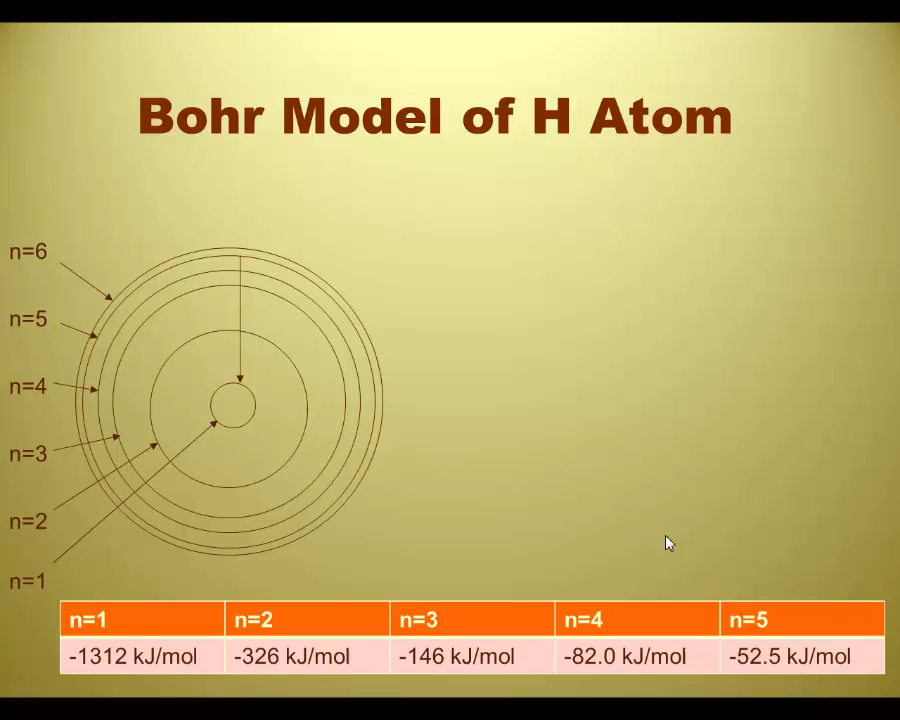 Bohr Model of H Atom
n=6
n=5
n=4
n=3
n=2
n=1
n=1 n=2 n=3 n=4 n=5
-1312 kJ/mol -326 kJ/mol -146 kJ/mol -82.0 kJ/mol -52.5 kJ/mol